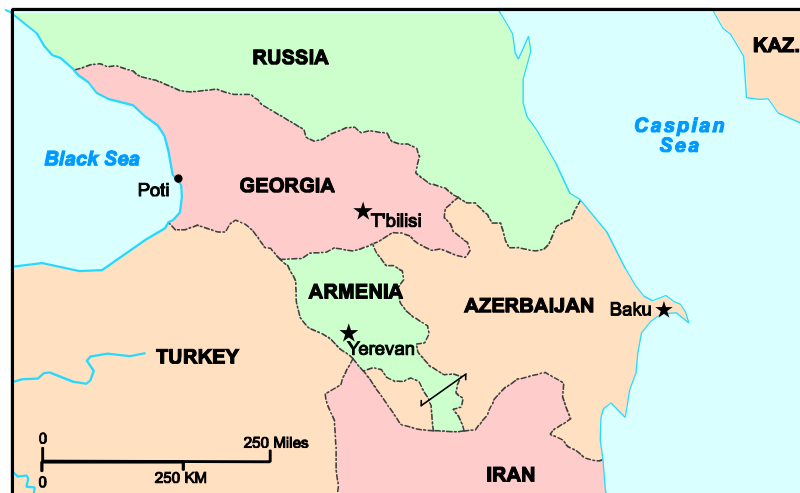 RUSSIA
KAZ.
Caspian
Sea
Black Sea
Poti
GEORGIA
T'bilisi
ARMENIA
AZERBAIJAN
Baku
Yerevan
TURKEY
0
250 Miles
0
250 KM
IRAN